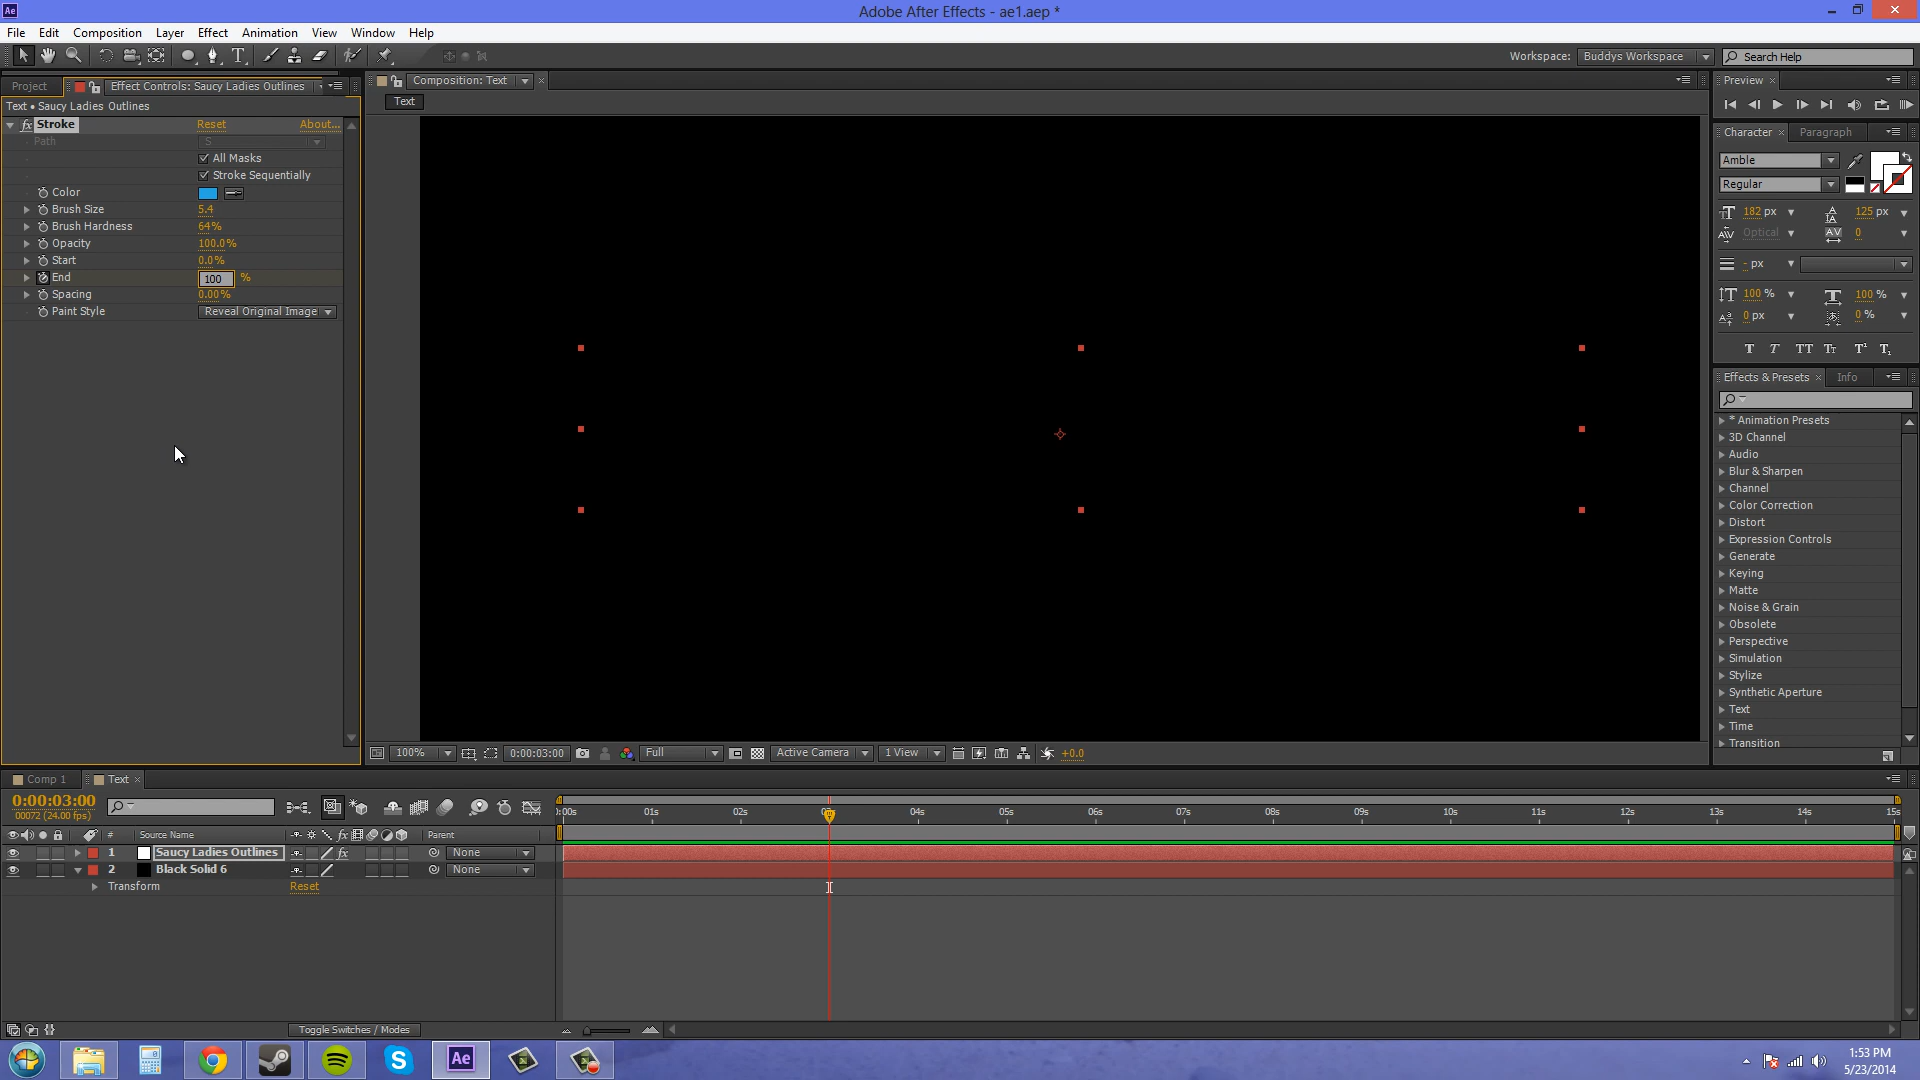 Ae
Adobe After Effects - ae1.aep *
File Edit Composition Layer Effect Animation View Window Help
Workspace: Buddys Workspace Search Help
Project Effect Controls: Saucy Ladies Outlines
Composition: Text
Preview
Text • Saucy Ladies Outlines
Text
fx Stroke Reset About...
Path S
All Masks
Stroke Sequentially
Color
Brush Size 5.4
Brush Hardness 64%
Opacity 100.0%
Start 0.0%
End 100 %
Spacing 0.00%
Paint Style Reveal Original Image
Character Paragraph
Amble
Regular
182 px 125 px
Optical 0
- px
100 % 100 %
0 px 0 %
T T TT Tr T¹ T,
Effects & Presets Info
* Animation Presets
3D Channel
Audio
Blur & Sharpen
Channel
Color Correction
Distort
Expression Controls
Generate
Keying
Matte
Noise & Grain
Obsolete
Perspective
Simulation
Stylize
Synthetic Aperture
Text
Time
Transition
100% 0:00:03:00 Full Active Camera 1 View +0.0
Comp 1 Text
0:00:03:00
00072 (24.00 fps)
:00s 01s 02s 04s 05s 06s 07s 08s 09s 10s 11s 12s 13s 14s 15s
# Source Name fx Parent
1 Saucy Ladies Outlines fx None
2 Black Solid 6 None
Transform Reset
Toggle Switches / Modes
Ae
1:53 PM
5/23/2014